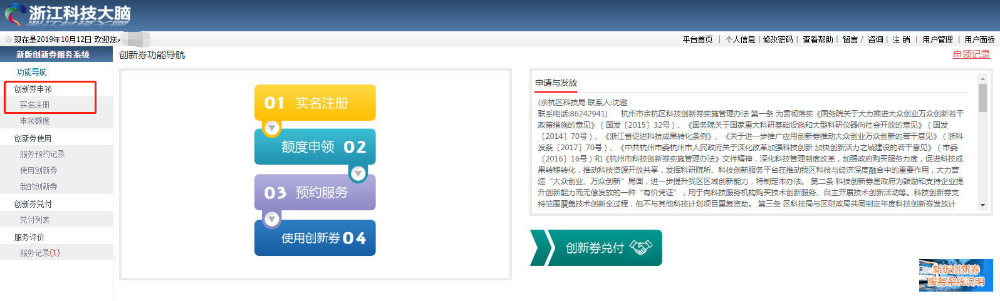 浙江科技大脑
现在是2019年10月12日 欢迎您,
平台首页 | 个人信息 | 修改密码 | 查看帮助 | 留言 / 咨询 | 注 销 | 用户管理 | 用户面板
新版创新券服务系统
功能导航
创新券申领
实名注册
申领额度
创新券使用
服务预约记录
使用创新券
我的创新券
创新券兑付
兑付列表
服务评价
服务记录(1)
创新券功能导航
申领记录
01 实名注册
额度申领 02
03 预约服务
使用创新券 04
申请与发放
(余杭区科技局 联系人:沈遨
联系电话:86242941) 杭州市余杭区科技创新券实施管理办法 第一条 为贯彻落实《国务院关于大力推进大众创业万众创新若干
政策措施的意见》（国发〔2015〕32号）、《国务院关于国家重大科研基础设施和大型科研仪器向社会开放的意见》（国发
〔2014〕70号）、《浙江省促进科技成果转化条例》、《关于进一步推广应用创新券推动大众创业万众创新的若干意见》（浙科
发条〔2017〕70号）、《中共杭州市委杭州市人民政府关于深化改革加强科技创新 加快创新活力之城建设的若干意见》（市委
〔2016〕16号）和《杭州市科技创新券实施管理办法》文件精神，深化科技管理制度改革，加强政府购买服务力度，促进科技成
果转移转化，推动科技资源开放共享，发挥科研院所、科技创新服务平台在推动我区科技与经济深度融合中的重要作用，大力营
造“大众创业、万众创新”局面，进一步提升我区区域创新能力，特制定本办法。 第二条 科技创新券是政府为鼓励和支持企业提
升创新能力而无偿发放的一种“有价凭证”，用于向科技服务机构购买技术创新服务、自主开展技术创新活动等。科技创新券支
持范围覆盖技术创新全过程，但不与其他科技计划项目重复资助。 第三条 区科技局与区财政局共同制定年度科技创新券发放计
创新券兑付
新版创新券
服务系统说明